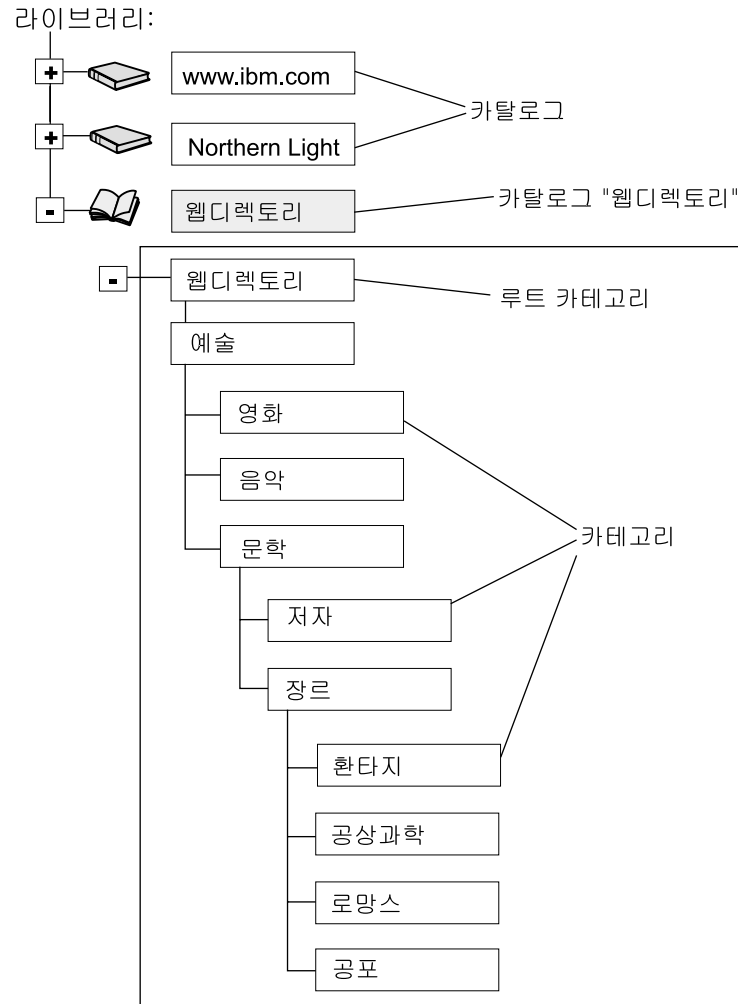 라이브러리:
+ www.ibm.com
카탈로그
+ Northern Light
- 웹디렉토리
카탈로그 "웹디렉토리"
- 웹디렉토리
루트 카테고리
예술
영화
음악
문학
카테고리
저자
장르
환타지
공상과학
로망스
공포